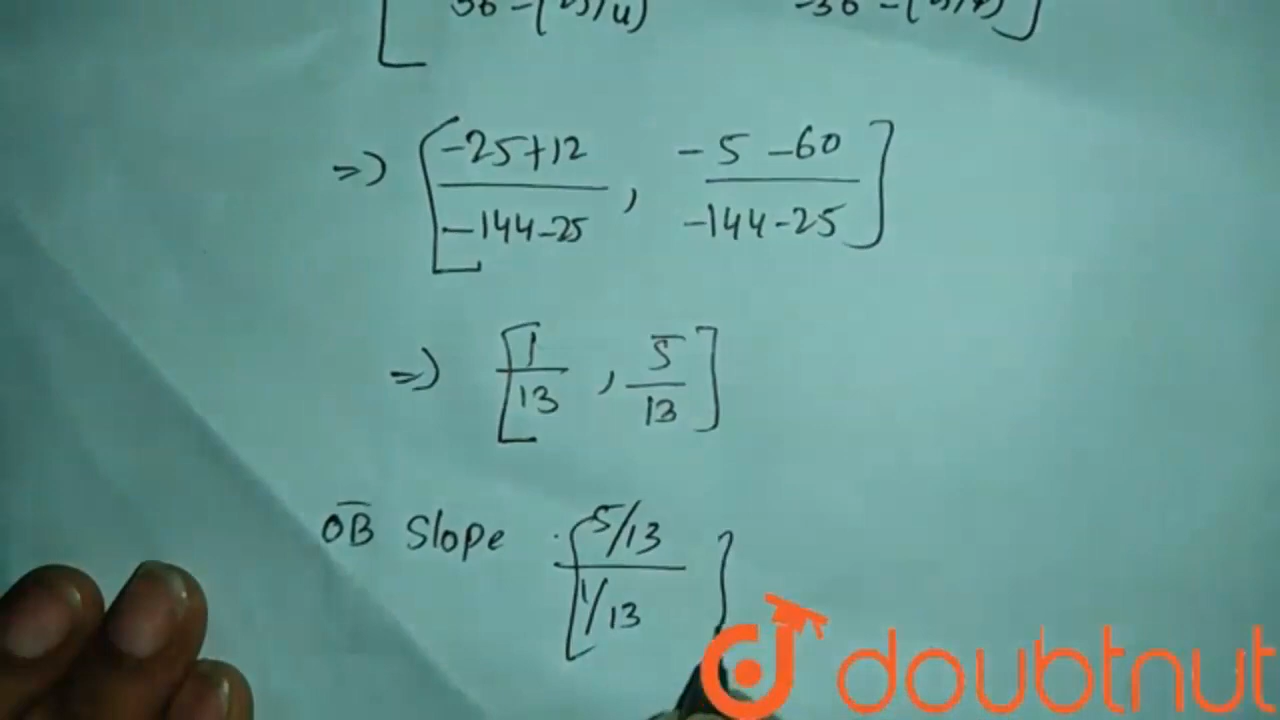 => [ -25+12 / -144-25 , -5 -60 / -144-25 ]
=> [ 1/13 , 5/13 ]
OB Slope [ 5/13 / 1/13 ]
doubtnut